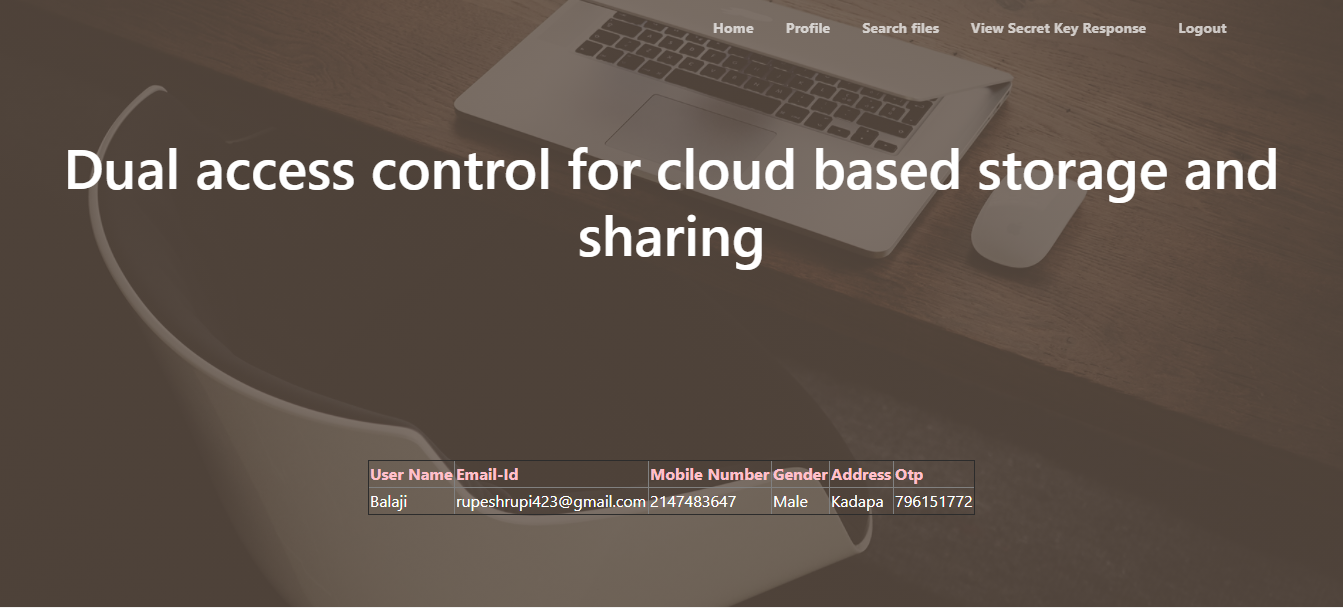 Home Profile Search files View Secret Key Response Logout
Dual access control for cloud based storage and
sharing
User Name Email-Id Mobile Number Gender Address Otp
Balaji rupeshrupi423@gmail.com 2147483647 Male Kadapa 796151772